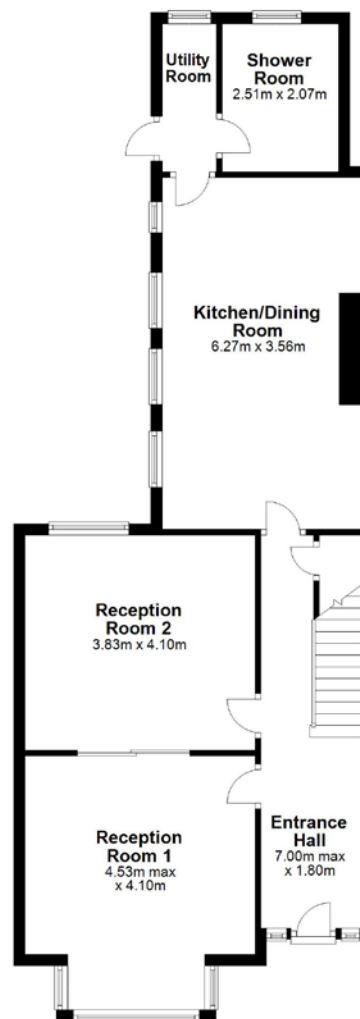 Utility
Room
Shower
Room
2.51m x 2.07m
Kitchen/Dining
Room
6.27m x 3.56m
Reception
Room 2
3.83m x 4.10m
Reception
Room 1
4.53m max
x 4.10m
Entrance
Hall
7.00m max
x 1.80m